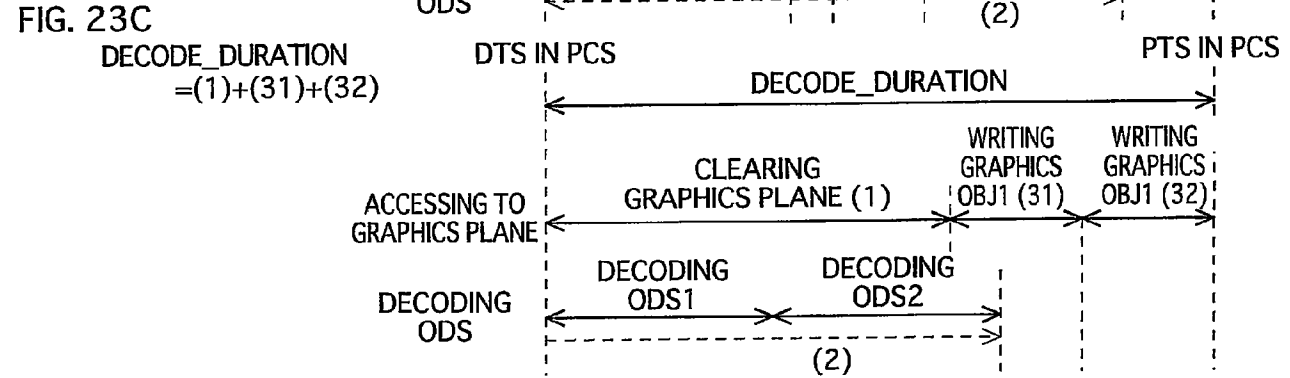 ODS
(2)
FIG. 23C
DECODE_DURATION
=(1)+(31)+(32)
DTS IN PCS
PTS IN PCS
DECODE_DURATION
ACCESSING TO
GRAPHICS PLANE
CLEARING
GRAPHICS PLANE (1)
WRITING
GRAPHICS
OBJ1 (31)
WRITING
GRAPHICS
OBJ1 (32)
DECODING
ODS
DECODING
ODS1
DECODING
ODS2
(2)